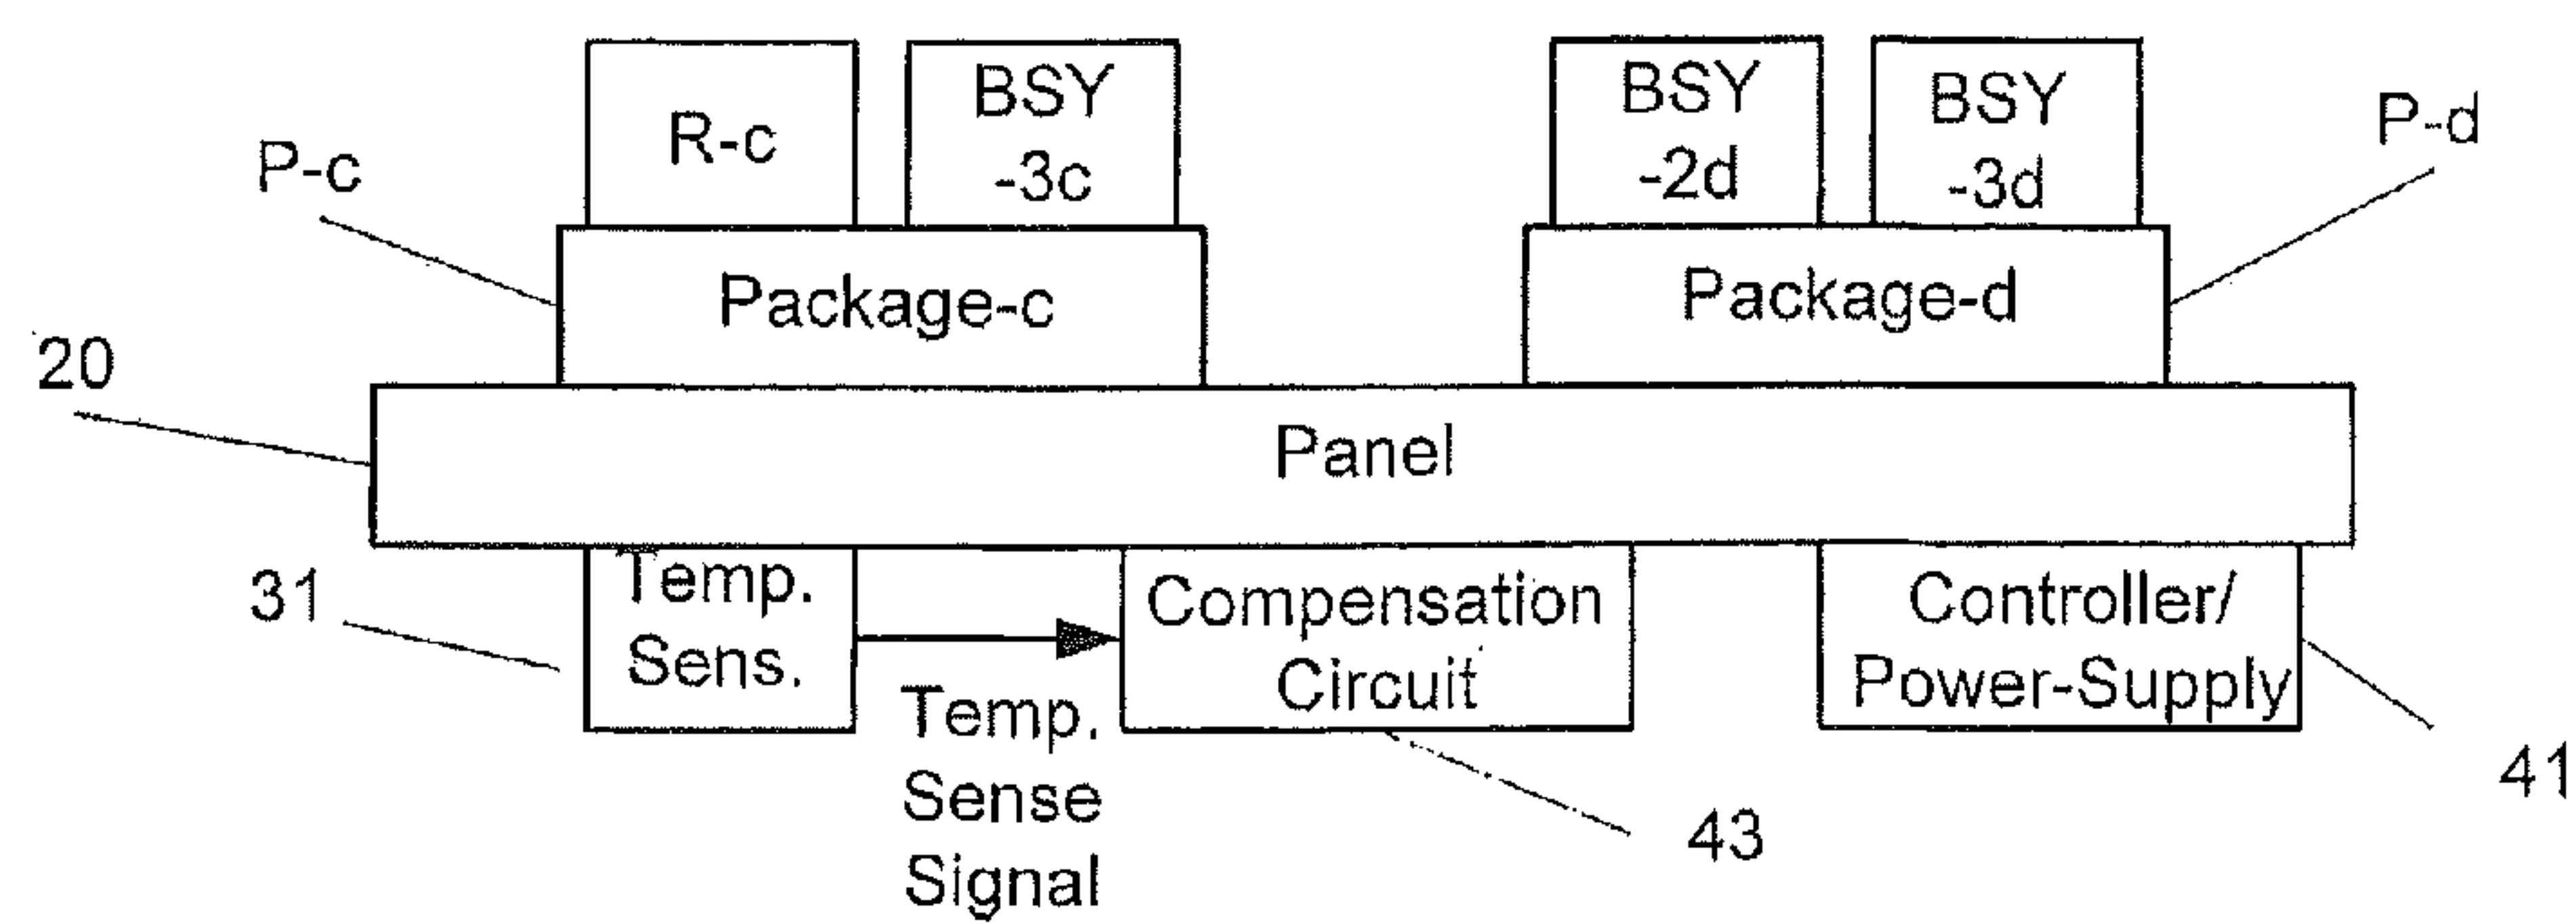 R-c
BSY
-3c
BSY
-2d
BSY
-3d
P-c
P-d
Package-c
Package-d
20
Panel
31
Temp.
Sens.
Temp.
Sense
Signal
Compensation
Circuit
Controller/
Power-Supply
43
41